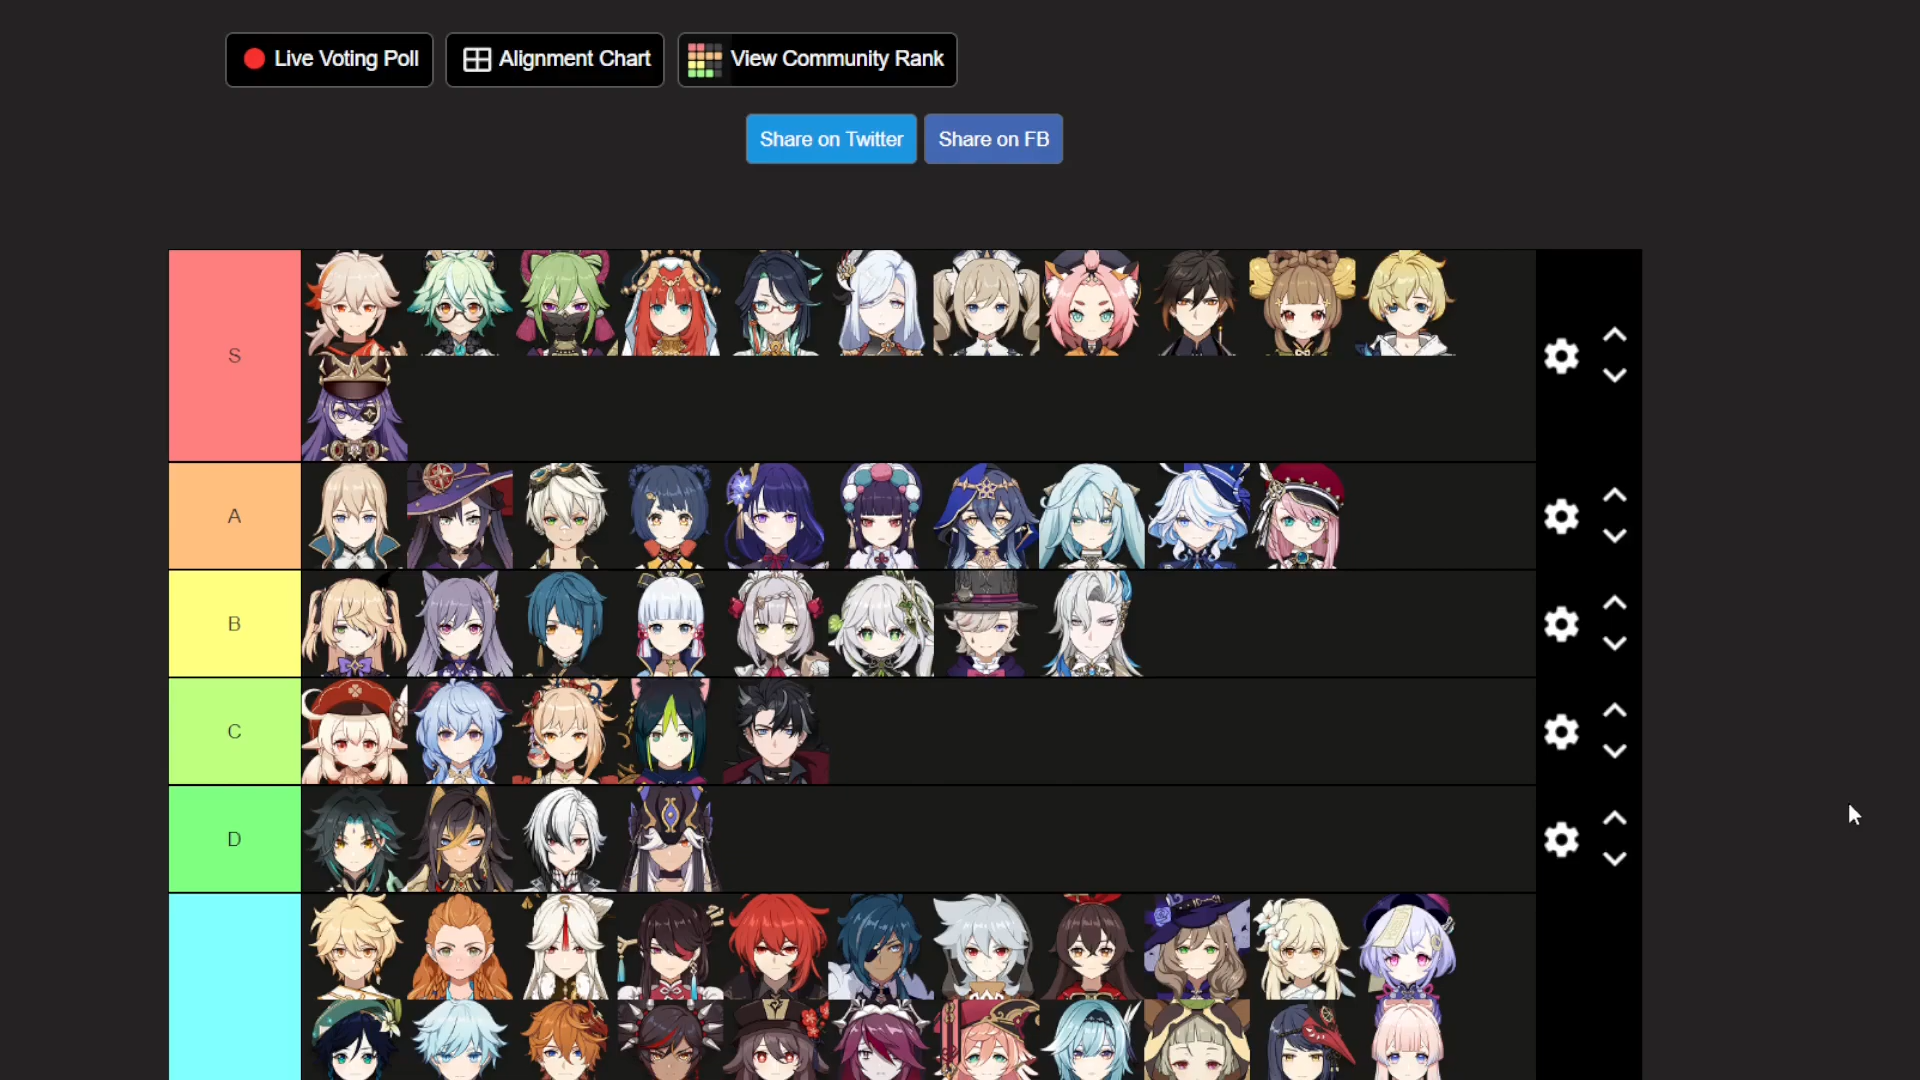 Live Voting Poll
Alignment Chart
View Community Rank
Share on Twitter
Share on FB
S
A
B
C
D